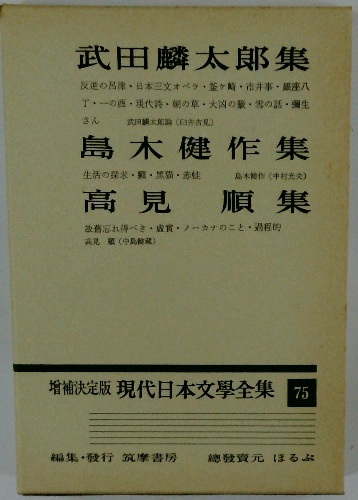 武田麟太郎集
反逆の呂律・日本三文オペラ・釜ヶ崎・市井事・銀座八
丁・一の酉・現代詩・朝の草・大凶の籤・雪の話・彌生
さん 武田麟太郎論(臼井吉見)
島木健作集
生活の探求・癩・黒猫・赤蛙 島木健作(中村光夫)
高見 順集
故舊忘れ得べき・虚實・ノーカナのこと・過程的
高見 順(中島健蔵)
増補決定版 現代日本文學全集 75
編集・發行 筑摩書房 總發賣元 ほるぷ